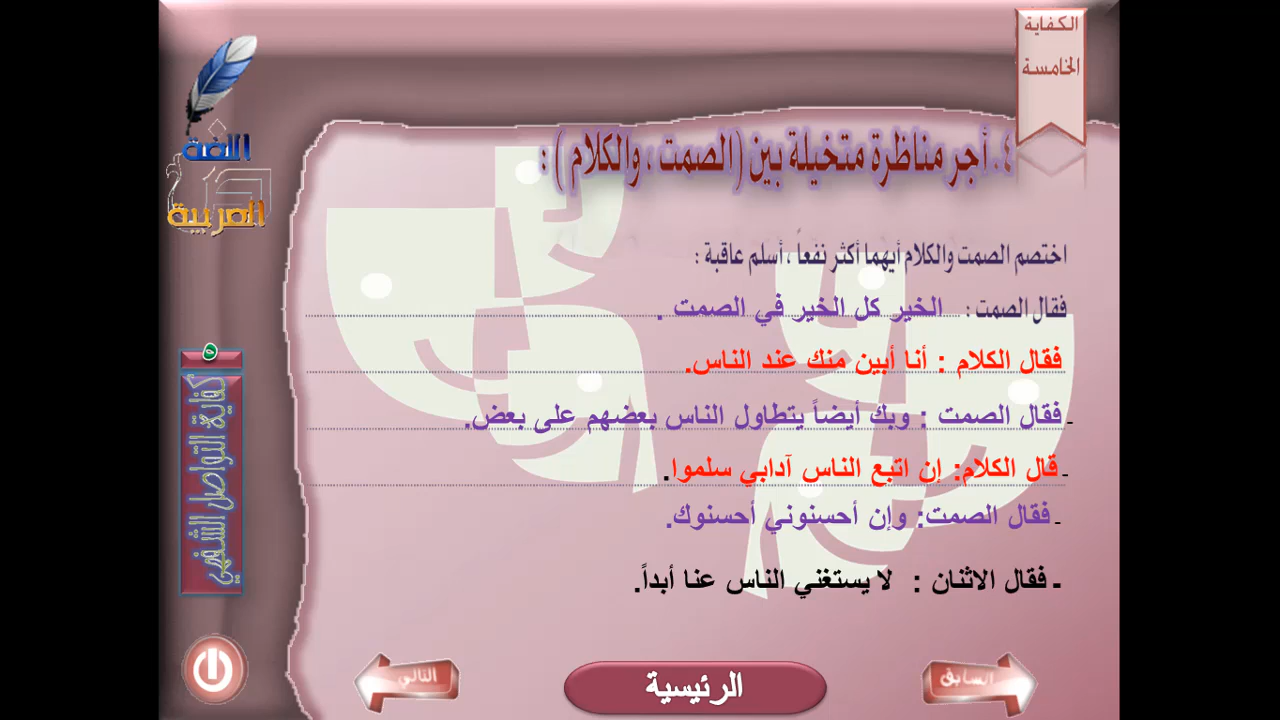 الكفاية
الخامسة
اللغة
العربية
٤. أجر مناظرة متخيلة بين (الصمت ، والكلام ) :
اختصم الصمت والكلام أيهما أكثر نفعاً ، أسلم عاقبة :
فقال الصمت : الخير كل الخير في الصمت .
فقال الكلام : أنا أبين منك عند الناس.
- فقال الصمت : وبك أيضاً يتطاول الناس بعضهم على بعض.
- قال الكلام: إن اتبع الناس آدابي سلموا.
- فقال الصمت: وإن أحسنوني أحسنوك.
ـ فقال الاثنان : لا يستغني الناس عنا أبداً.
٥
كفاية التواصل الشفهي
السابق
الرئيسية
التالي